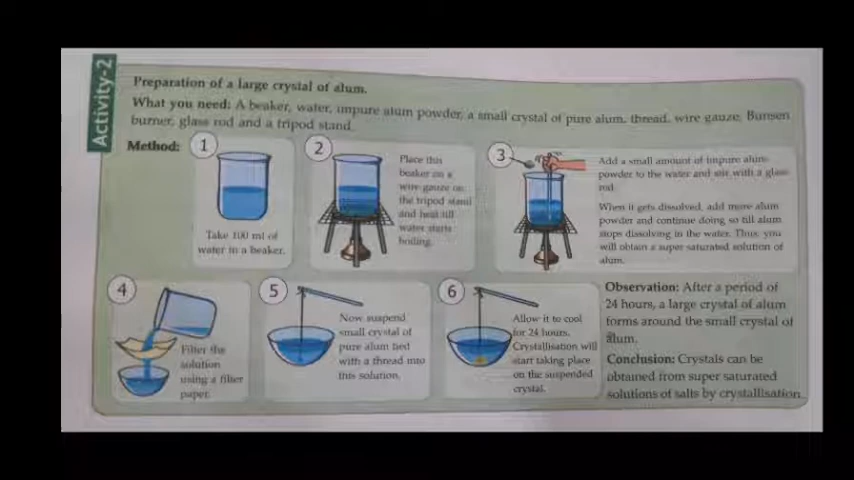 Activity-2
Preparation of a large crystal of alum.
What you need: A beaker, water, impure alum powder, a small crystal of pure alum, thread, wire gauze, Bunsen
burner, glass rod and a tripod stand.
Method:
1
Take 100 ml of
water in a beaker.
2
Place this
beaker on a
wire gauze on
the tripod stand
and heat till
water starts
boiling.
3
Add a small amount of impure alum
powder to the water and stir with a glass
rod.
When it gets dissolved, add more alum
powder and continue doing so till alum
stops dissolving in the water. Thus, you
will obtain a super saturated solution of
alum.
4
Filter the
solution
using a filter
paper.
5
Now suspend
small crystal of
pure alum tied
with a thread into
this solution.
6
Allow it to cool
for 24 hours.
Crystallisation will
start taking place
on the suspended
crystal.
Observation: After a period of
24 hours, a large crystal of alum
forms around the small crystal of
alum.
Conclusion: Crystals can be
obtained from super saturated
solutions of salts by crystallisation.